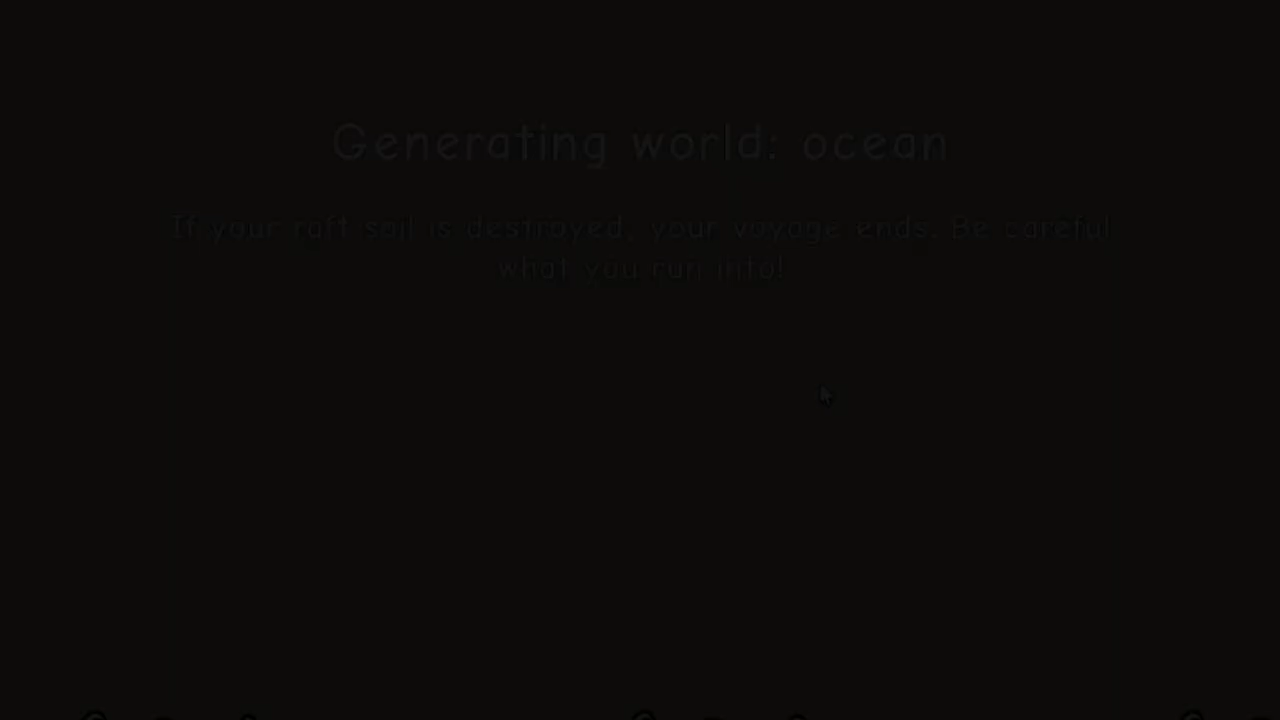 Generating world: ocean
If your raft sail is destroyed, your voyage ends. Be careful
what you run into!